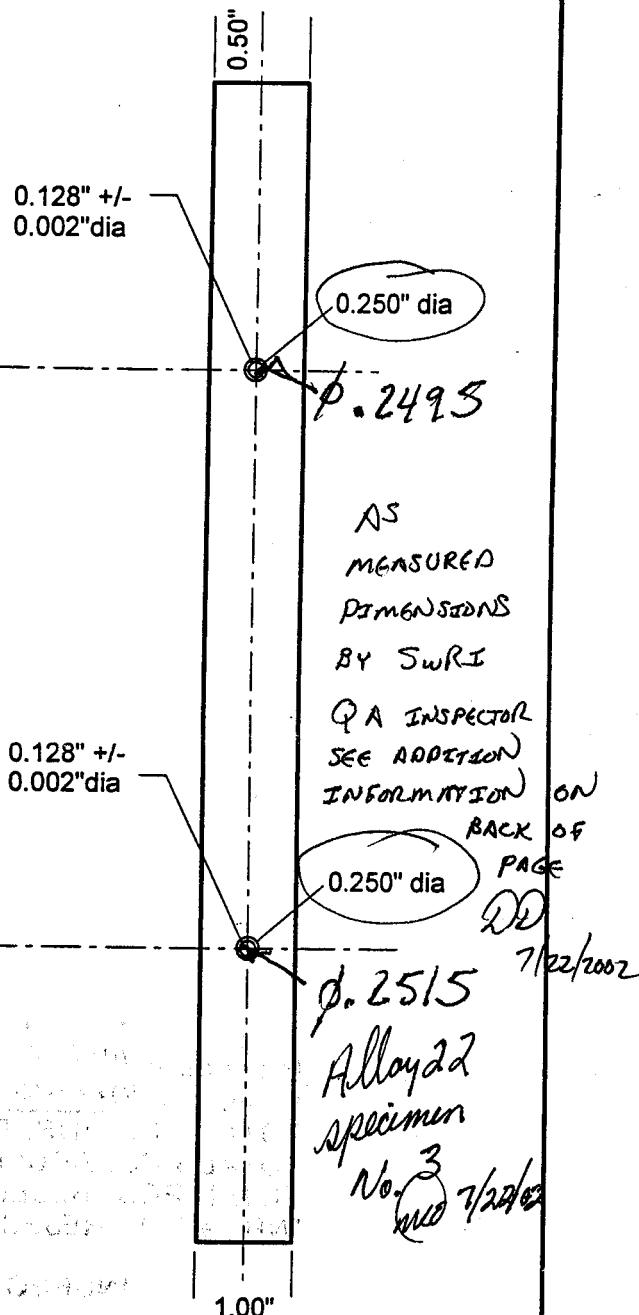 0.50"
0.128" +/-
0.002"dia
0.250" dia
ϕ.2495
AS
MEASURED
DIMENSIONS
BY SWRI
QA INSPECTOR
SEE ADDITION
INFORMATION ON
BACK OF
PAGE
DD
7/22/2002
0.128" +/-
0.002"dia
0.250" dia
ϕ.2515
Alloy 22
specimen
No. 3
7/22/02
1.00"